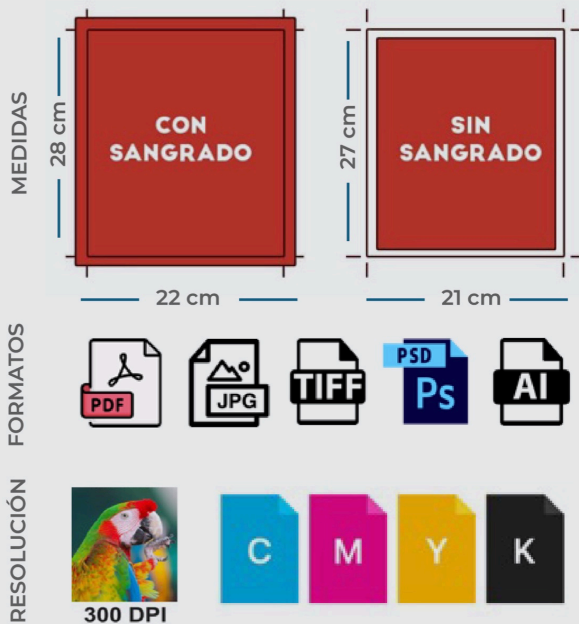 MEDIDAS
28 cm
CON
SANGRADO
22 cm
27 cm
SIN
SANGRADO
21 cm
FORMATOS
PDF
JPG
TIFF
PSD
Ps
AI
RESOLUCIÓN
300 DPI
C
M
Y
K